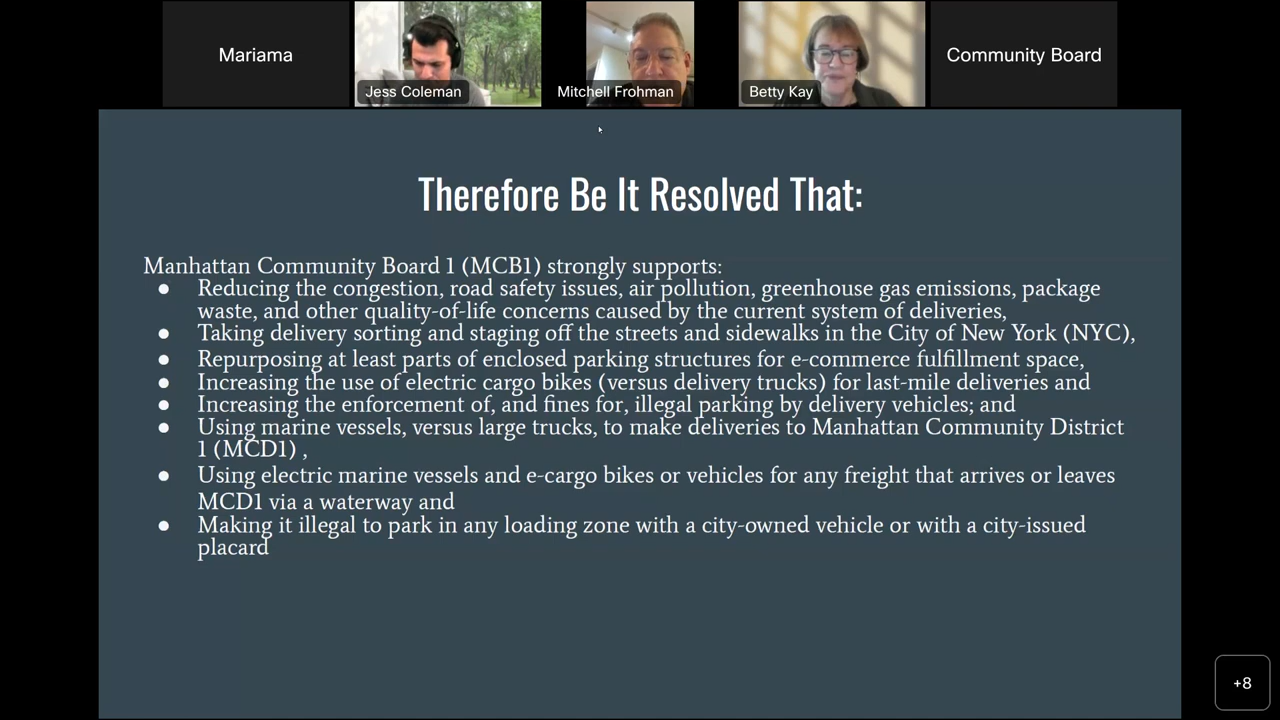 Mariama
Jess Coleman
Mitchell Frohman
Betty Kay
Community Board
Therefore Be It Resolved That:
Manhattan Community Board 1 (MCB1) strongly supports:
● Reducing the congestion, road safety issues, air pollution, greenhouse gas emissions, package
waste, and other quality-of-life concerns caused by the current system of deliveries,
● Taking delivery sorting and staging off the streets and sidewalks in the City of New York (NYC),
● Repurposing at least parts of enclosed parking structures for e-commerce fulfillment space,
● Increasing the use of electric cargo bikes (versus delivery trucks) for last-mile deliveries and
● Increasing the enforcement of, and fines for, illegal parking by delivery vehicles; and
● Using marine vessels, versus large trucks, to make deliveries to Manhattan Community District
1 (MCD1) ,
● Using electric marine vessels and e-cargo bikes or vehicles for any freight that arrives or leaves
MCD1 via a waterway and
● Making it illegal to park in any loading zone with a city-owned vehicle or with a city-issued
placard
+8